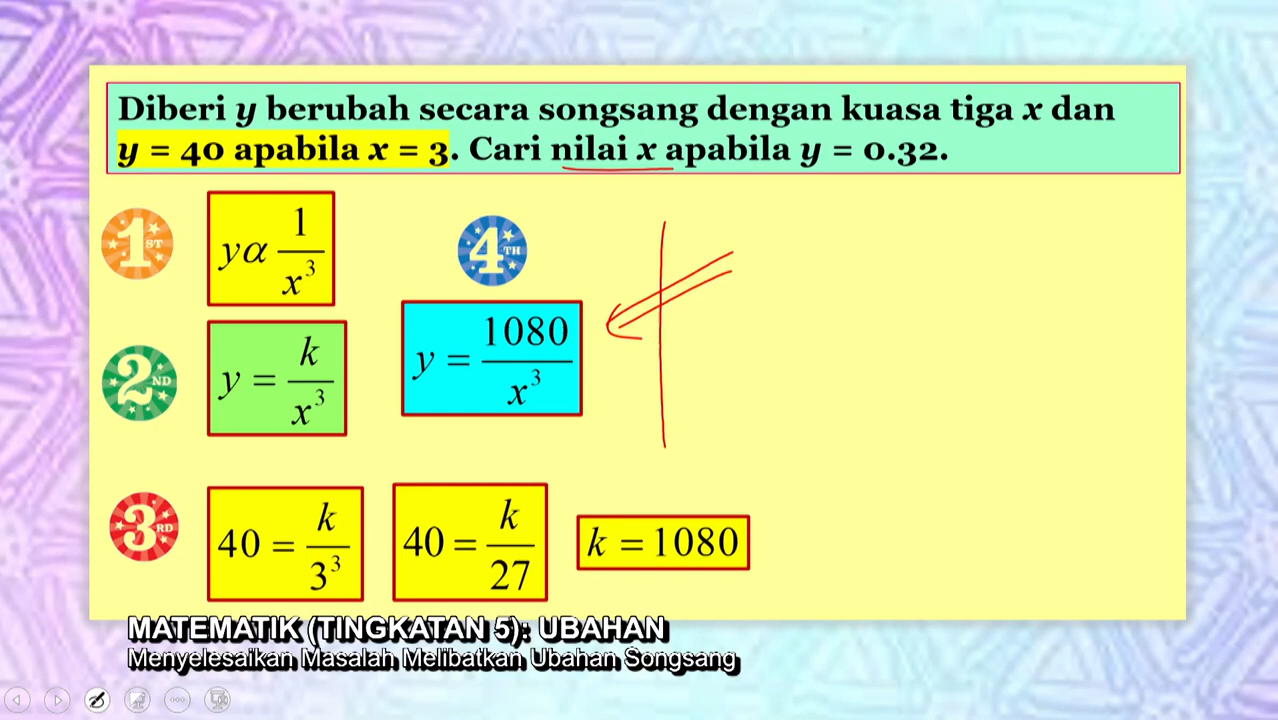 Diberi y berubah secara songsang dengan kuasa tiga x dan
y = 40 apabila x = 3. Cari nilai x apabila y = 0.32.
1ST
yα 1/x³
4TH
y = 1080/x³
2ND
y = k/x³
3RD
40 = k/3³
40 = k/27
k = 1080
MATEMATIK (TINGKATAN 5): UBAHAN
Menyelesaikan Masalah Melibatkan Ubahan Songsang